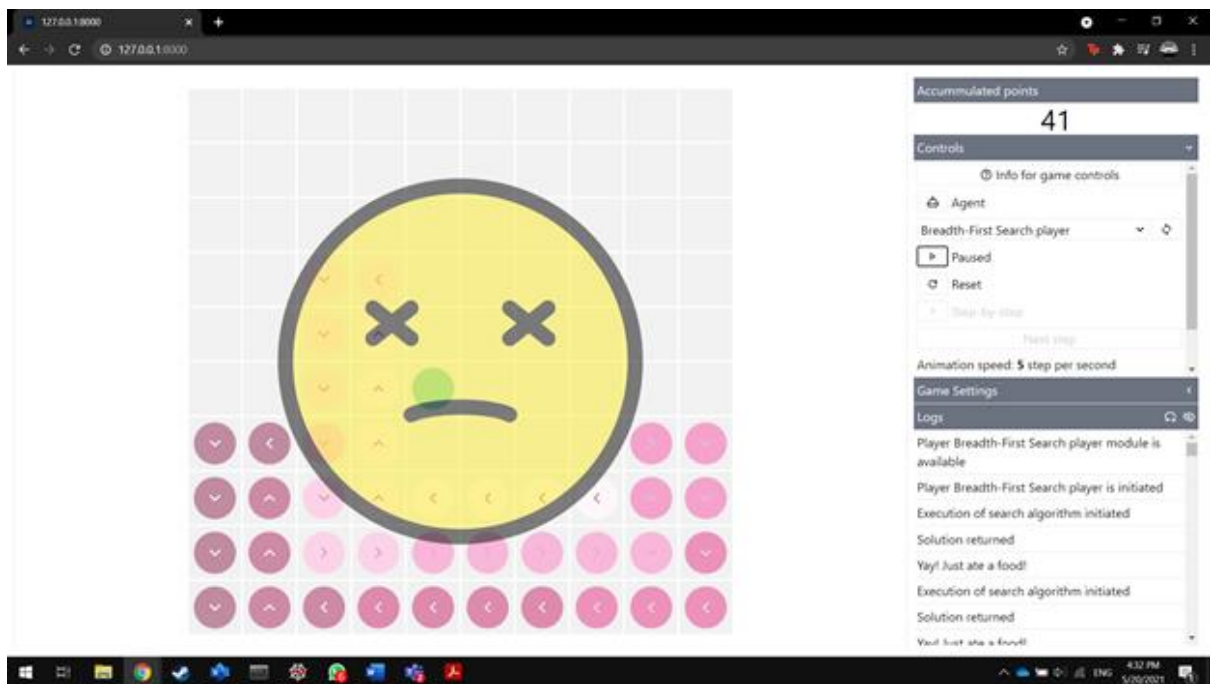 127.0.0.1:8000
127.0.0.1:8000
Accummulated points
41
Controls
Info for game controls
Agent
Breadth-First Search player
Paused
Reset
Step-by-step
Next step
Animation speed: 5 step per second
Game Settings
Logs
Player Breadth-First Search player module is
available
Player Breadth-First Search player is initiated
Execution of search algorithm initiated
Solution returned
Yay! Just ate a food!
Execution of search algorithm initiated
Solution returned
Yay! Just ate a food!
ENG
4:32 PM
5/20/2021